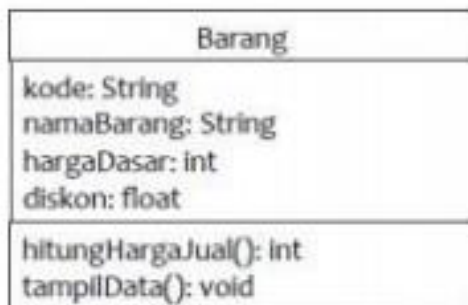 Barang
kode: String
namaBarang: String
hargaDasar: int
diskon: float
hitungHargaJual(): int
tampilData(): void